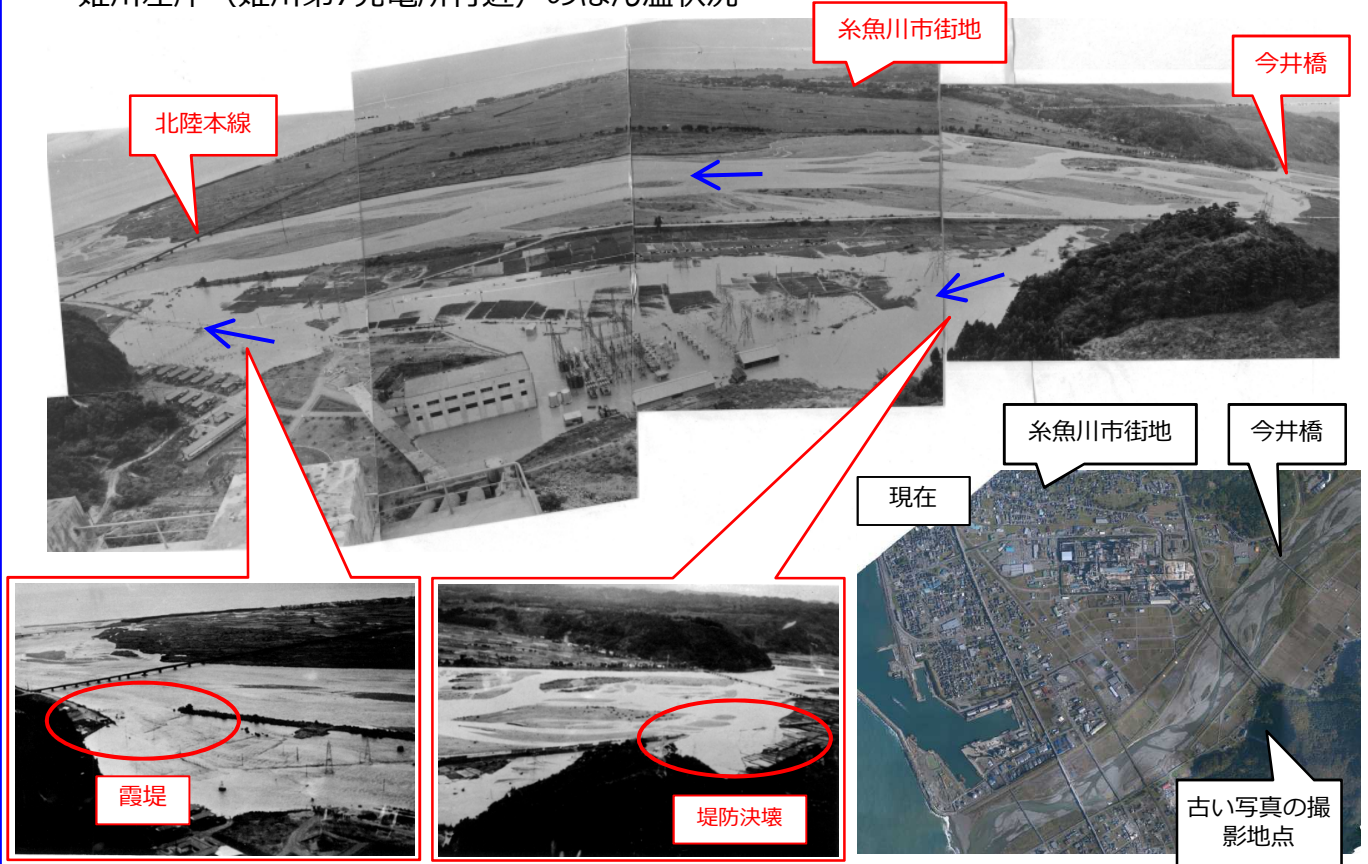 姫川左岸（姫川第7発電所付近）のはん濫状況
糸魚川市街地
今井橋
北陸本線
糸魚川市街地
今井橋
現在
霞堤
堤防決壊
古い写真の撮
影地点